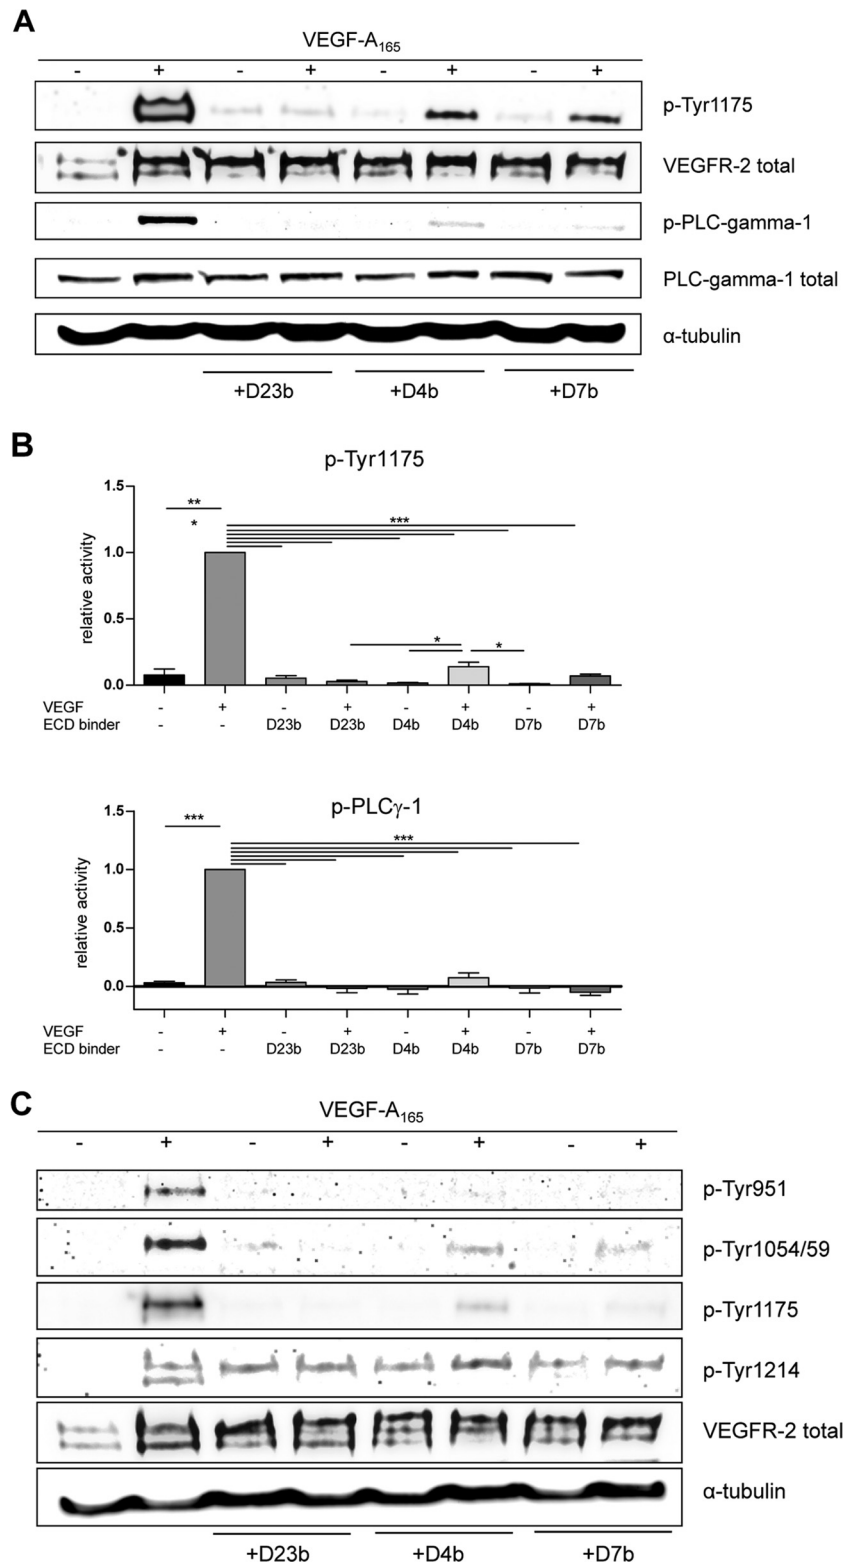 A
VEGF-A165
- + - + - + - +
p-Tyr1175
VEGFR-2 total
p-PLC-gamma-1
PLC-gamma-1 total
α-tubulin
+D23b +D4b +D7b
B
p-Tyr1175
1.5
**
*
***
1.0
relative activity
0.5
* *
0.0
VEGF - + - + - + - +
ECD binder - - D23b D23b D4b D4b D7b D7b
p-PLCγ-1
1.5
***
***
1.0
relative activity
0.5
0.0
VEGF - + - + - + - +
ECD binder - - D23b D23b D4b D4b D7b D7b
C
VEGF-A165
- + - + - + - +
p-Tyr951
p-Tyr1054/59
p-Tyr1175
p-Tyr1214
VEGFR-2 total
α-tubulin
+D23b +D4b +D7b